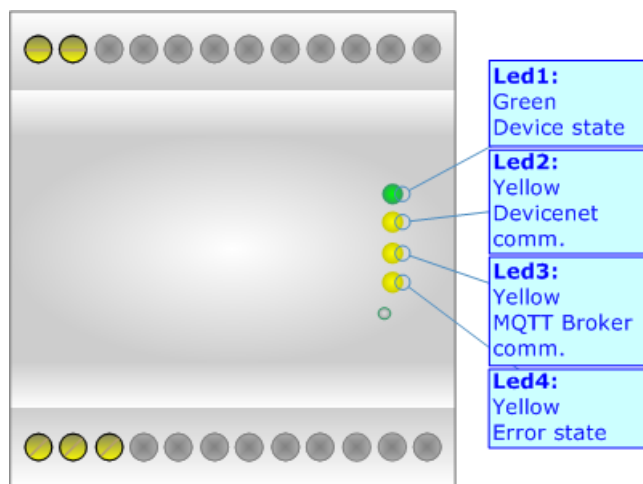 Led1:
Green
Device state
Led2:
Yellow
Devicenet
comm.
Led3:
Yellow
MQTT Broker
comm.
Led4:
Yellow
Error state